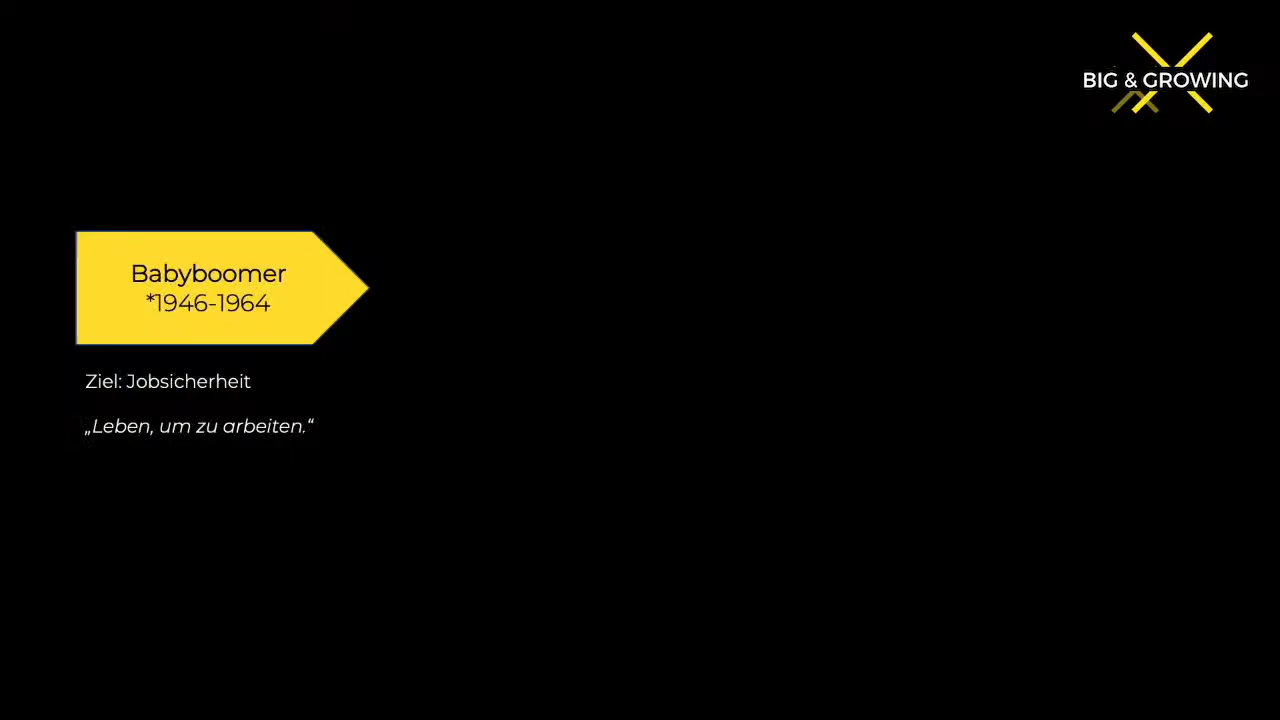 BIG & GROWING
Babyboomer
*1946-1964
Ziel: Jobsicherheit
„Leben, um zu arbeiten.“